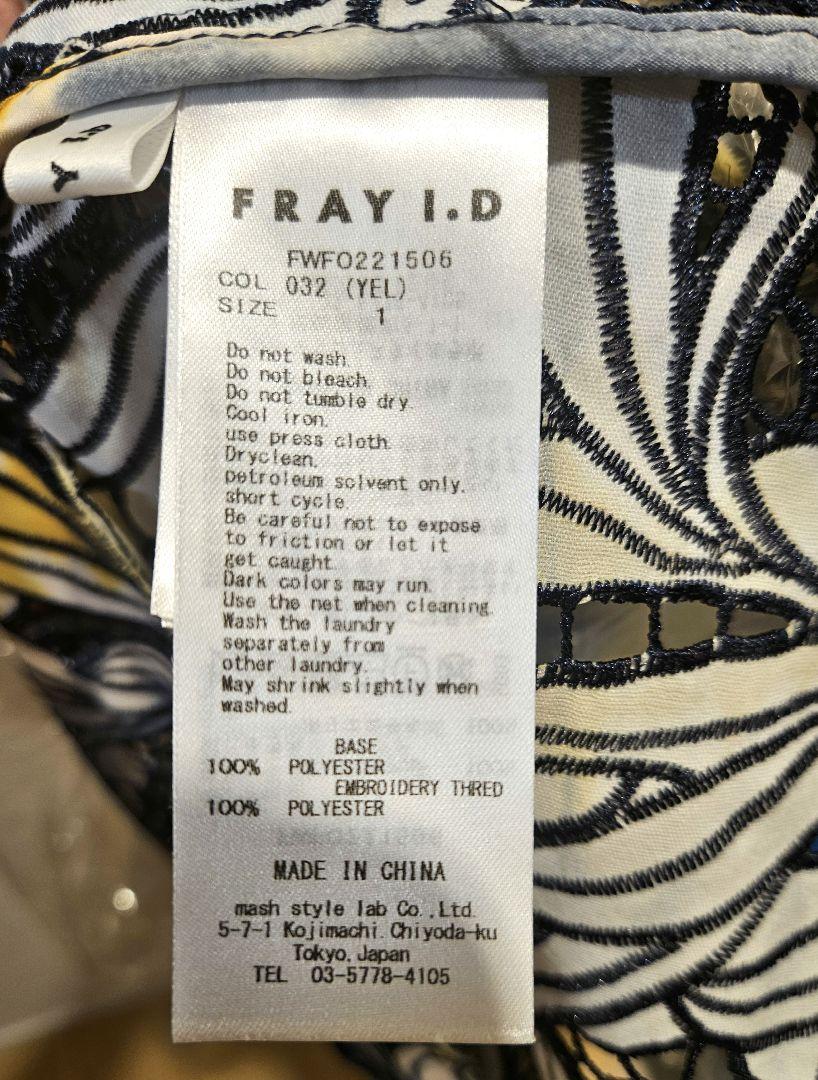 Y I.D
FRAY I.D
FWFO221506
COL 032 (YEL)
SIZE 1
Do not wash.
Do not bleach.
Do not tumble dry.
Cool iron.
use press cloth.
Dryclean.
petroleum solvent only.
short cycle.
Be careful not to expose
to friction or let it
get caught.
Dark colors may run.
Use the net when cleaning.
Wash the laundry
separately from
other laundry.
May shrink slightly when
washed.
BASE
100% POLYESTER
EMBROIDERY THRED
100% POLYESTER
MADE IN CHINA
mash style lab Co.,Ltd.
5-7-1 Kojimachi.Chiyoda-ku
Tokyo,Japan
TEL 03-5778-4105